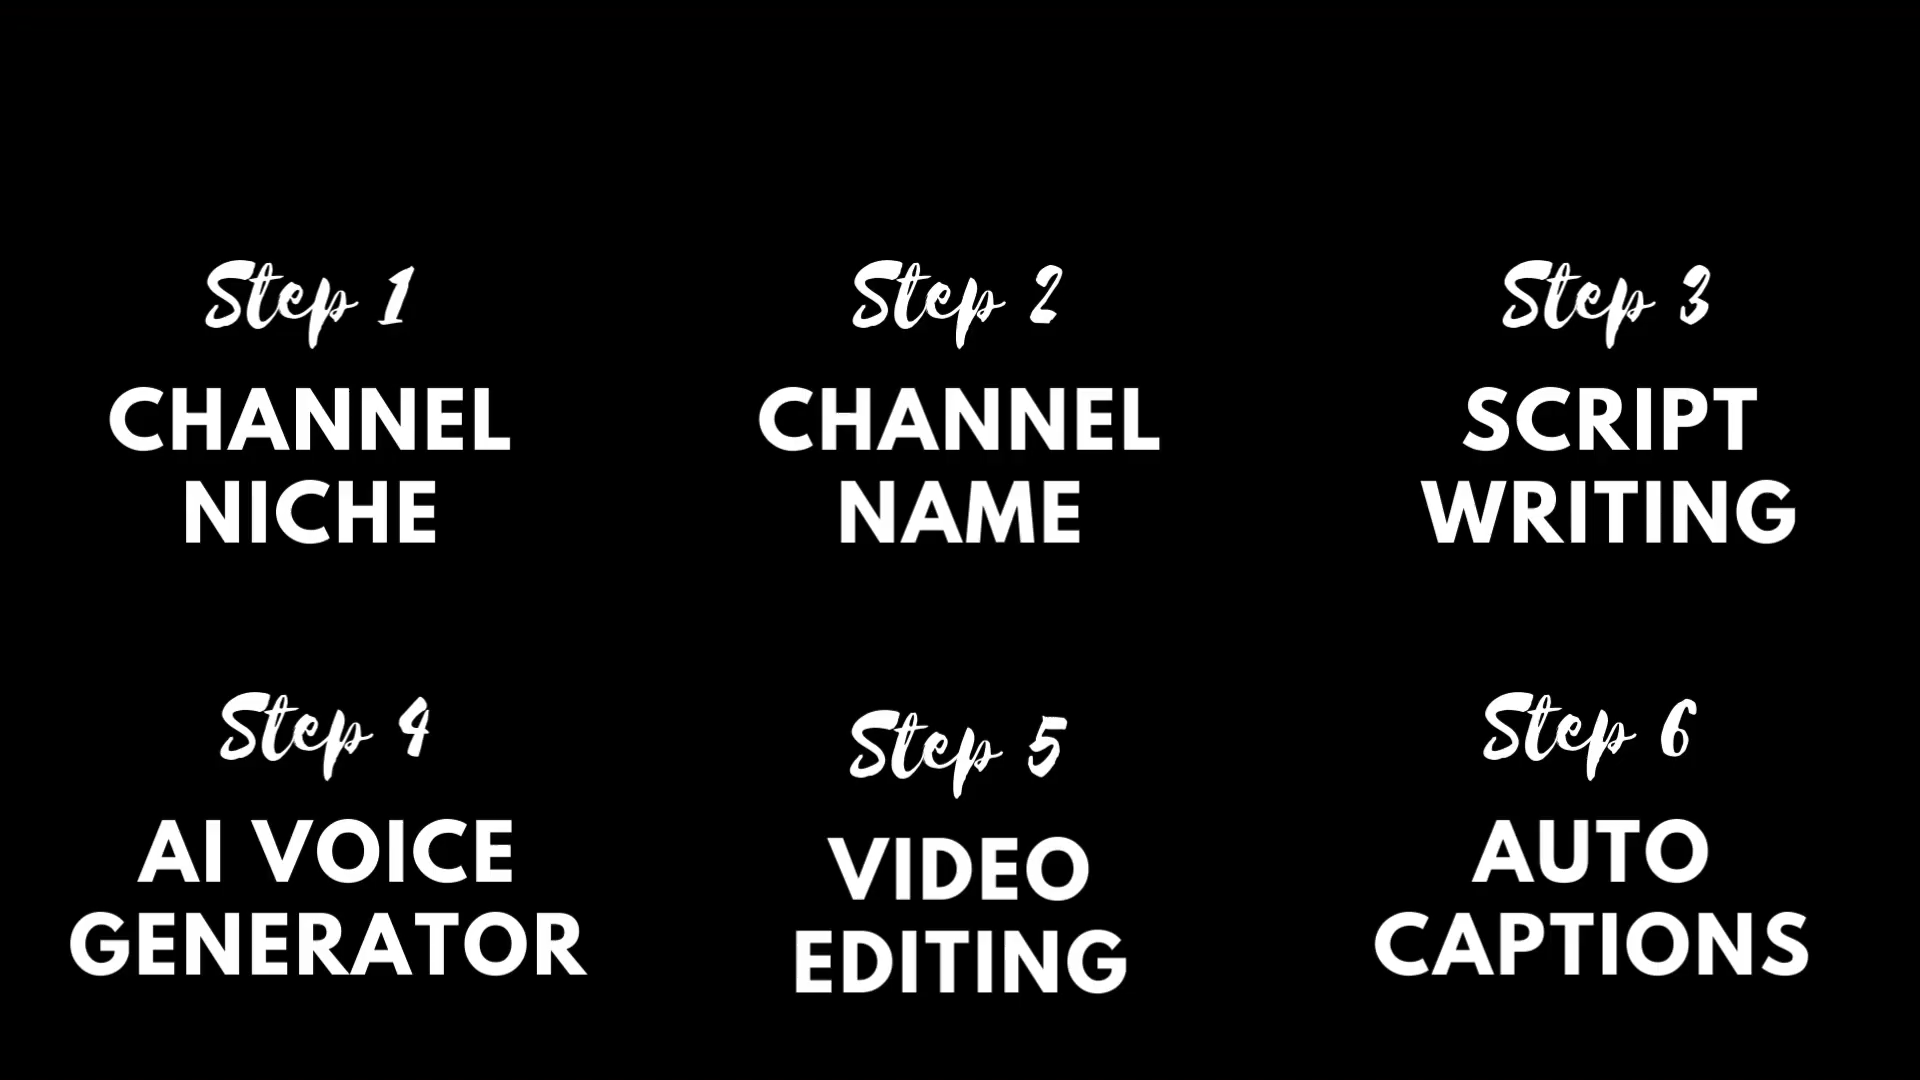 Step 1
CHANNEL
NICHE
Step 2
CHANNEL
NAME
Step 3
SCRIPT
WRITING
Step 4
AI VOICE
GENERATOR
Step 5
VIDEO
EDITING
Step 6
AUTO
CAPTIONS